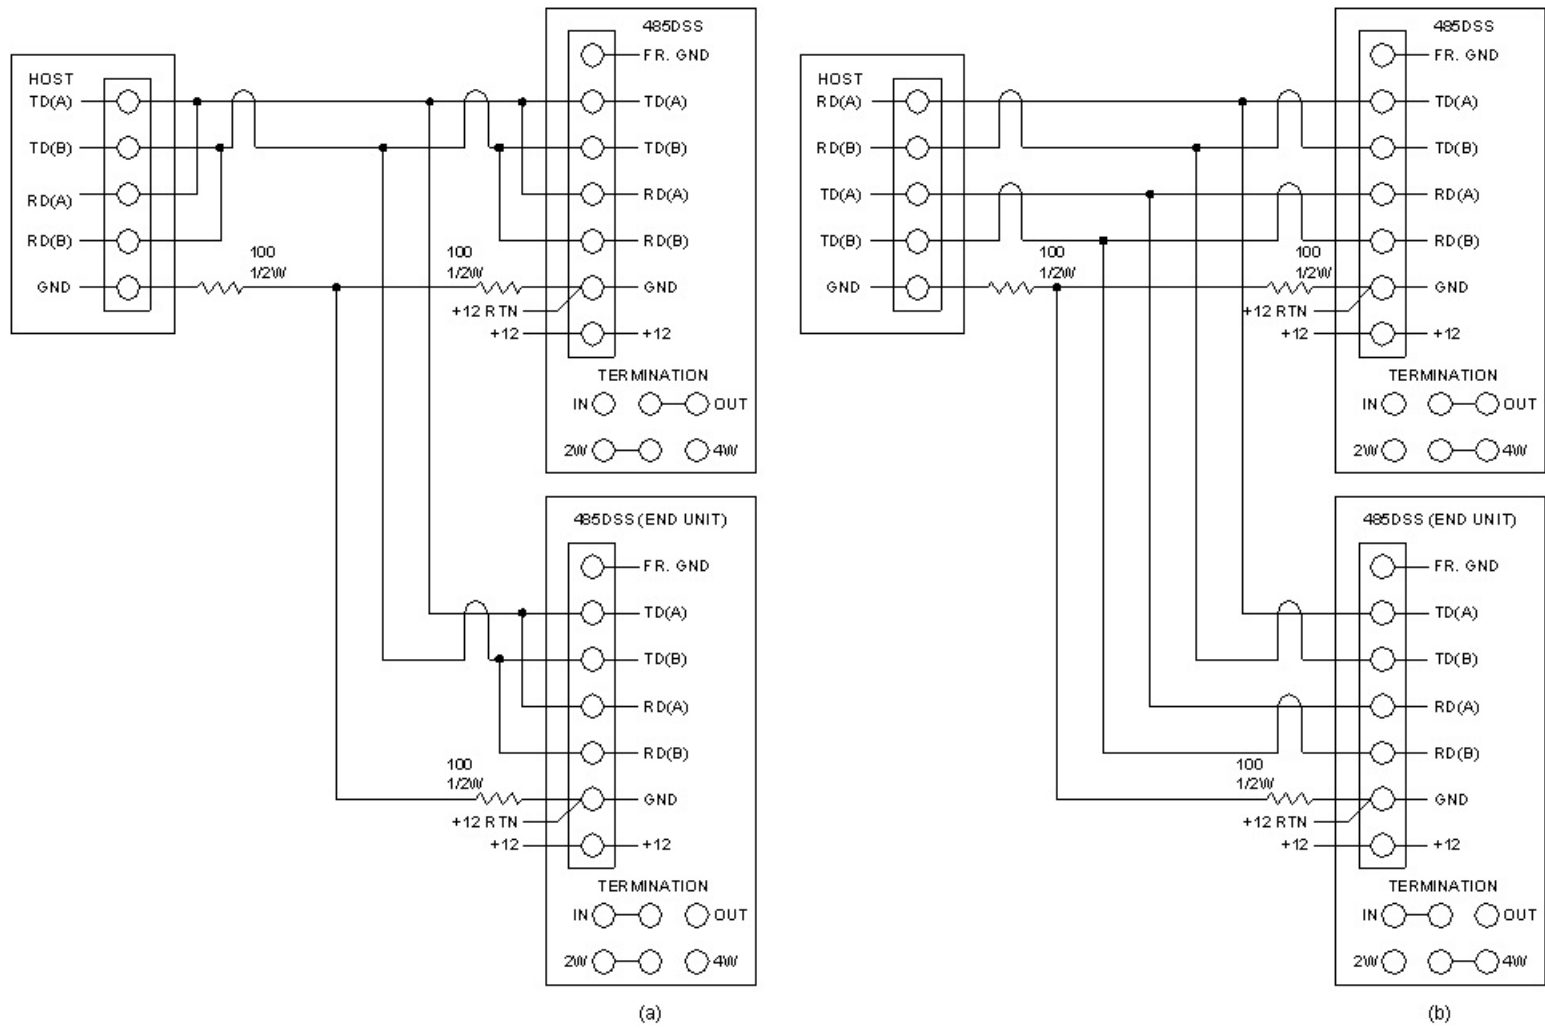 485DSS
FR. GND
HOST
TD(A)
TD(A)
TD(B)
TD(B)
RD(A)
RD(A)
RD(B)
RD(B)
100
1/2W
100
1/2W
GND
GND
+12 RTN
+12
+12
TERMINATION
IN
OUT
2W
4W
485DSS (END UNIT)
FR. GND
TD(A)
TD(B)
RD(A)
RD(B)
100
1/2W
GND
+12 RTN
+12
+12
TERMINATION
IN
OUT
2W
4W
(a)
485DSS
FR. GND
HOST
RD(A)
TD(A)
RD(B)
TD(B)
TD(A)
RD(A)
TD(B)
RD(B)
100
1/2W
100
1/2W
GND
GND
+12 RTN
+12
+12
TERMINATION
IN
OUT
2W
4W
485DSS (END UNIT)
FR. GND
TD(A)
TD(B)
RD(A)
RD(B)
100
1/2W
GND
+12 RTN
+12
+12
TERMINATION
IN
OUT
2W
4W
(b)